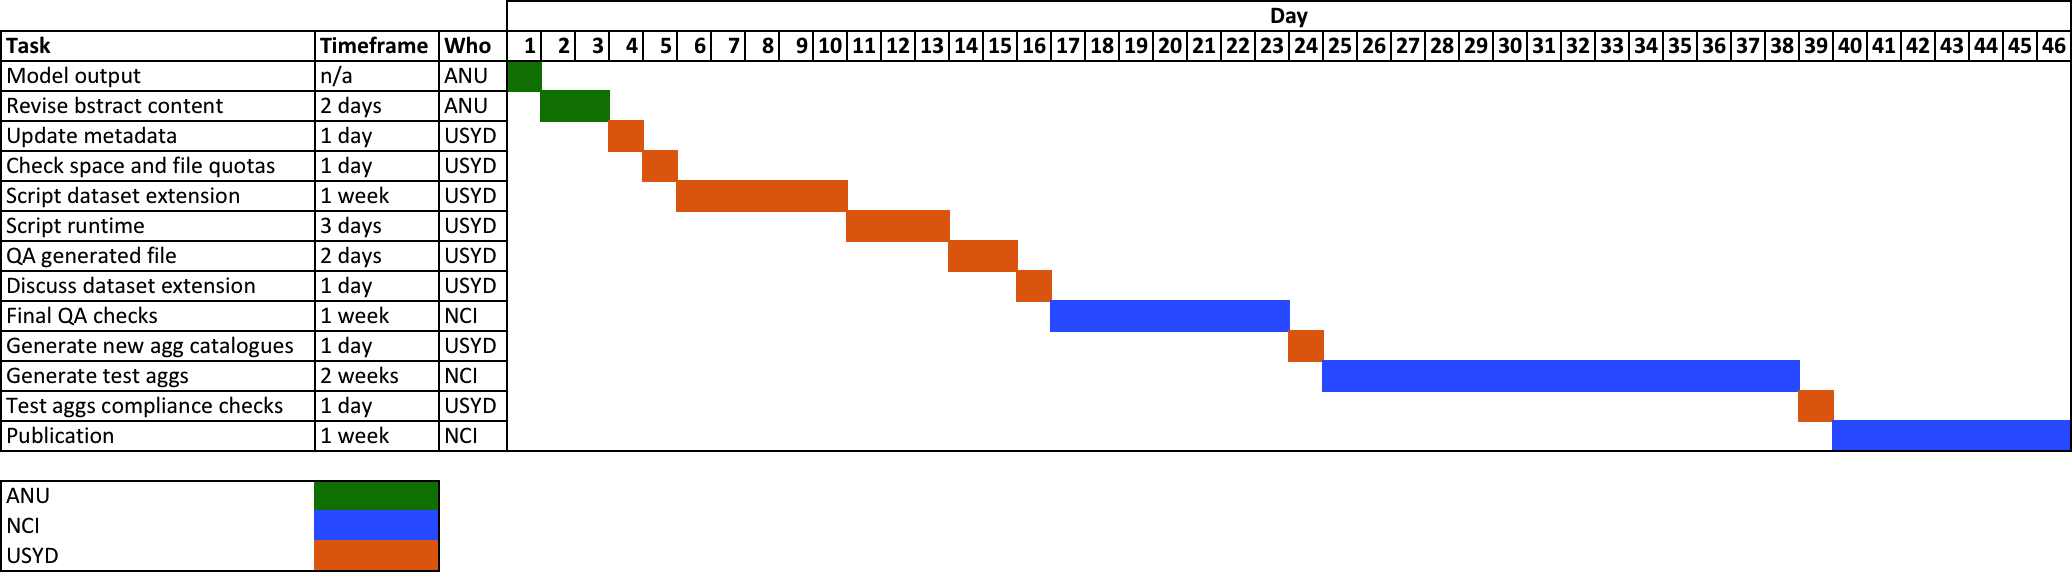 Day
Task Timeframe Who 1 2 3 4 5 6 7 8 9 10 11 12 13 14 15 16 17 18 19 20 21 22 23 24 25 26 27 28 29 30 31 32 33 34 35 36 37 38 39 40 41 42 43 44 45 46
Model output n/a ANU
Revise bstract content 2 days ANU
Update metadata 1 day USYD
Check space and file quotas 1 day USYD
Script dataset extension 1 week USYD
Script runtime 3 days USYD
QA generated file 2 days USYD
Discuss dataset extension 1 day USYD
Final QA checks 1 week NCI
Generate new agg catalogues 1 day USYD
Generate test aggs 2 weeks NCI
Test aggs compliance checks 1 day USYD
Publication 1 week NCI
ANU
NCI
USYD